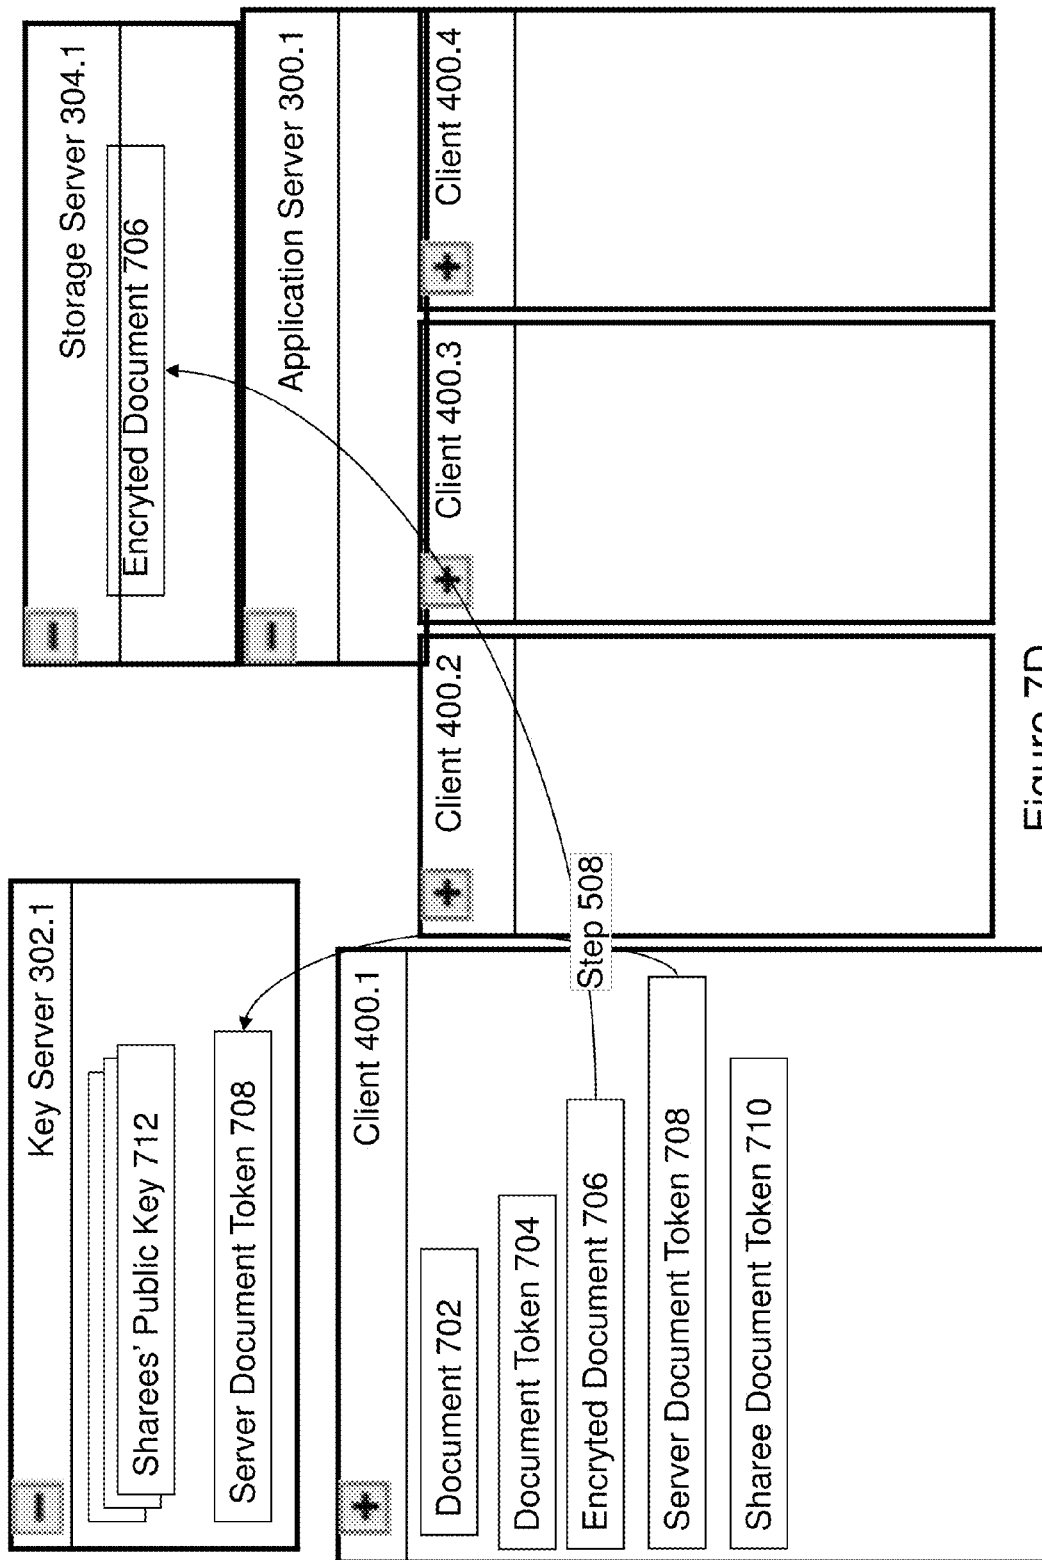 Key Server 302.1
Sharees' Public Key 712
Server Document Token 708
Storage Server 304.1
Encryted Document 706
Application Server 300.1
Client 400.1
Document 702
Document Token 704
Encryted Document 706
Server Document Token 708
Sharee Document Token 710
Step 508
Client 400.2
Client 400.3
Client 400.4
Figure 7D